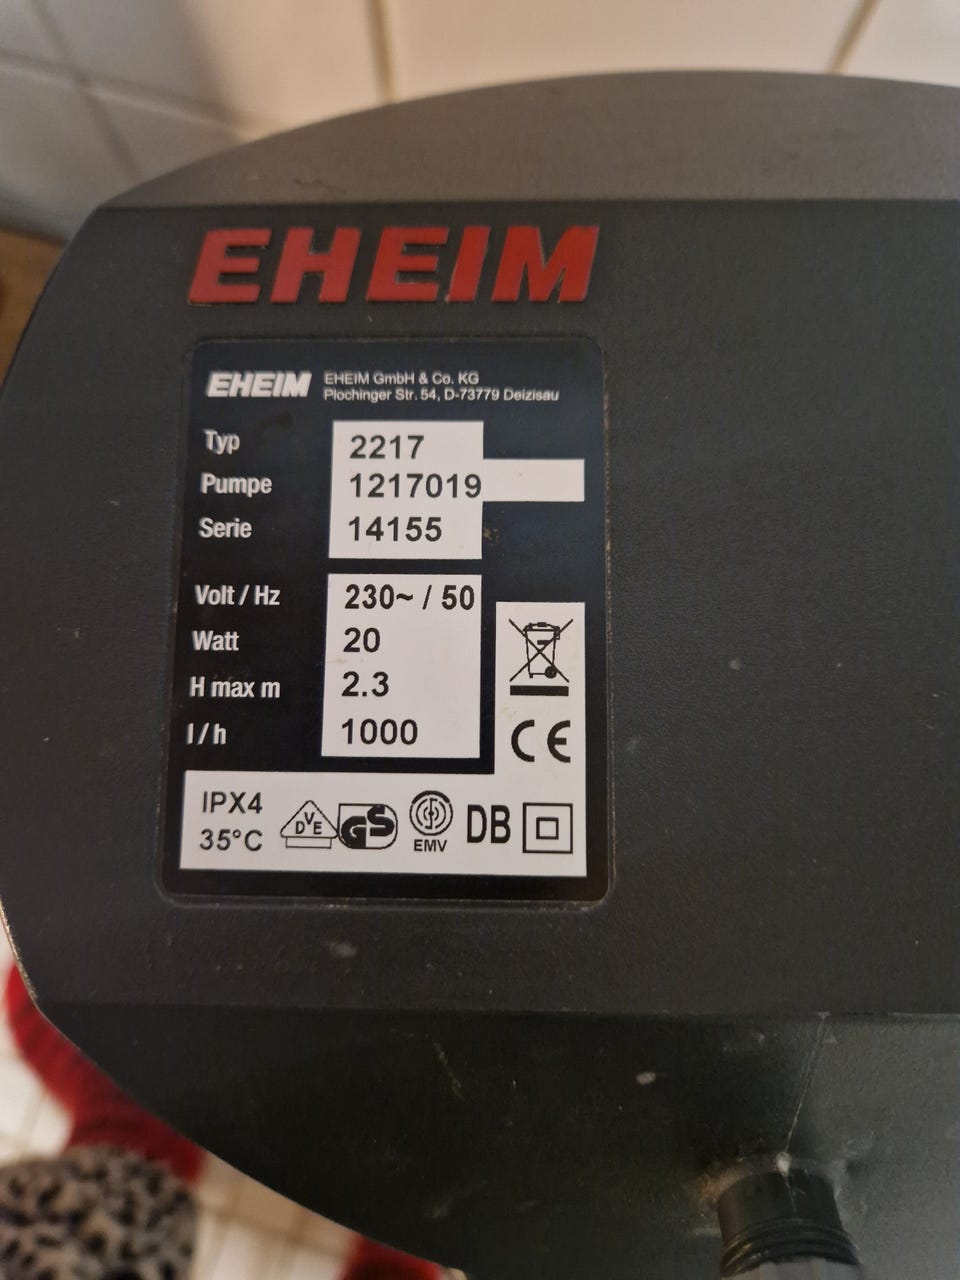 EHEIM
EHEIM
EHEIM GmbH & Co. KG
Plochinger Str. 54, D-73779 Deizisau
Typ 2217
Pumpe 1217019
Serie 14155
Volt / Hz 230~ / 50
Watt 20
H max m 2.3
l/h 1000
CE
IPX4
35°C
DVE
GS
EMV
DB